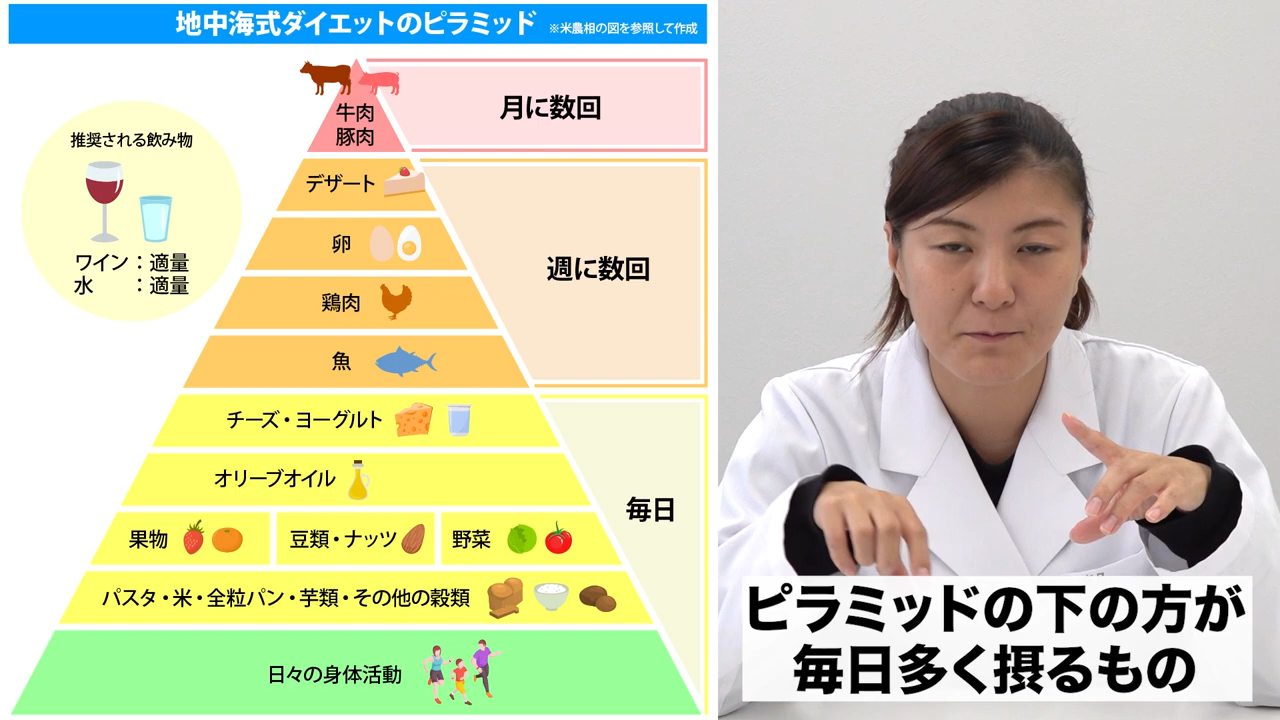 地中海式ダイエットのピラミッド ※米農相の図を参照して作成
牛肉
豚肉
月に数回
推奨される飲み物
ワイン：適量
水　　：適量
デザート
卵
鶏肉
魚
週に数回
チーズ・ヨーグルト
オリーブオイル
果物 豆類・ナッツ 野菜
パスタ・米・全粒パン・芋類・その他の穀類
毎日
日々の身体活動
ピラミッドの下の方が
毎日多く摂るもの